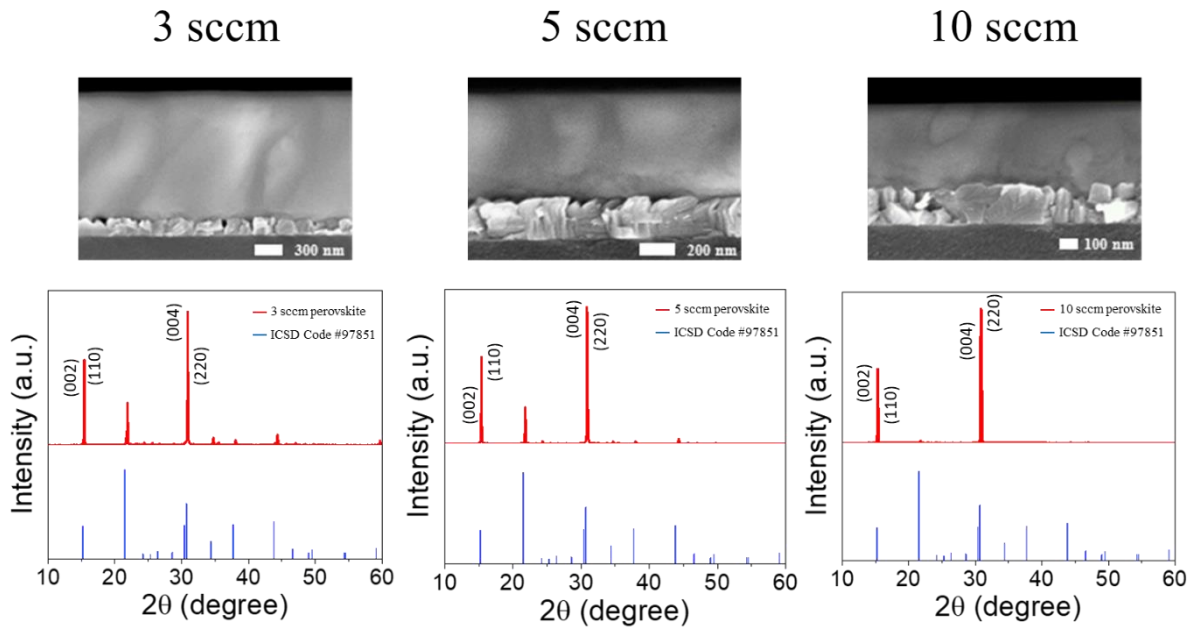 3 sccm
5 sccm
10 sccm
300 nm
200 nm
100 nm
Intensity (a.u.)
(002)
(110)
(004)
(220)
3 sccm perovskite
ICSD Code #97851
10 20 30 40 50 60
2θ (degree)
Intensity (a.u.)
(002)
(110)
(004)
(220)
5 sccm perovskite
ICSD Code #97851
10 20 30 40 50 60
2θ (degree)
Intensity (a.u.)
(002)
(110)
(004)
(220)
10 sccm perovskite
ICSD Code #97851
10 20 30 40 50 60
2θ (degree)